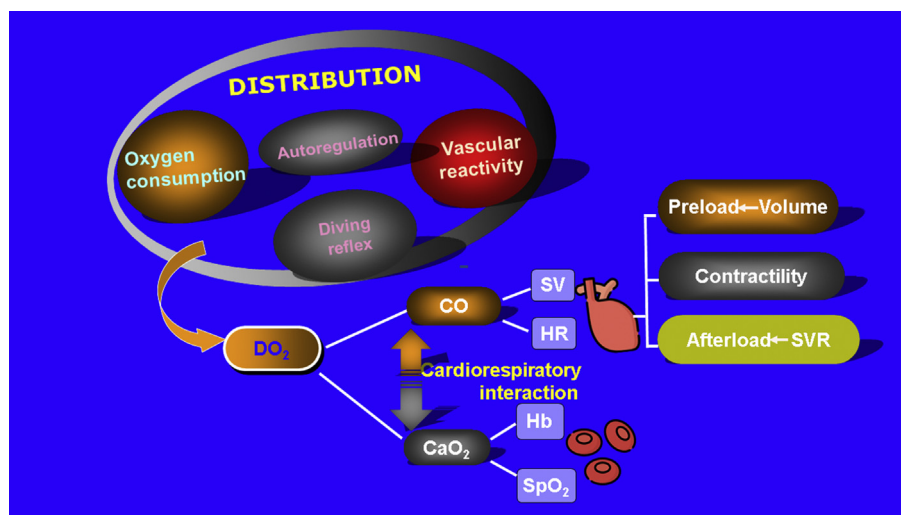 DISTRIBUTION
Oxygen
consumption
Autoregulation
Vascular
reactivity
Diving
reflex
Preload←Volume
Contractility
Afterload← SVR
SV
CO
HR
DO₂
Cardiorespiratory
interaction
Hb
CaO₂
SpO₂